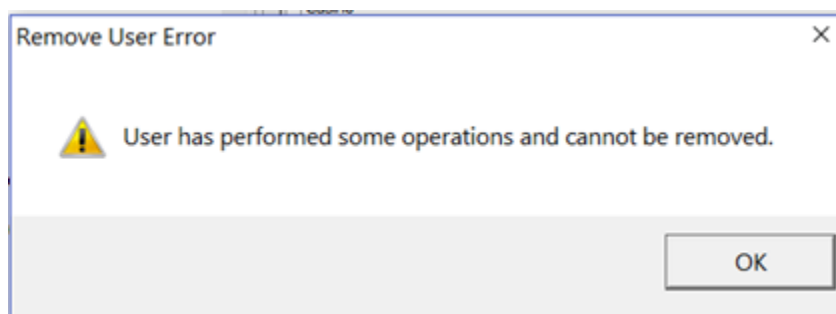 Remove User Error
User has performed some operations and cannot be removed.
OK